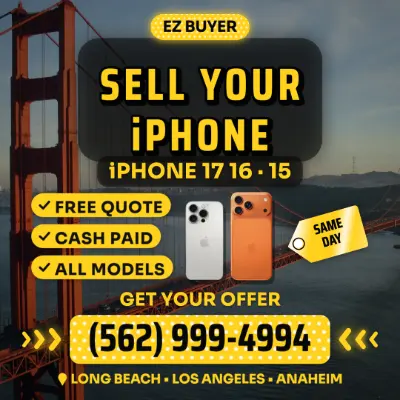 EZ BUYER
SELL YOUR
iPHONE
iPHONE 17 16 · 15
FREE QUOTE
CASH PAID
ALL MODELS
SAME
DAY
GET YOUR OFFER
(562) 999-4994
LONG BEACH • LOS ANGELES • ANAHEIM